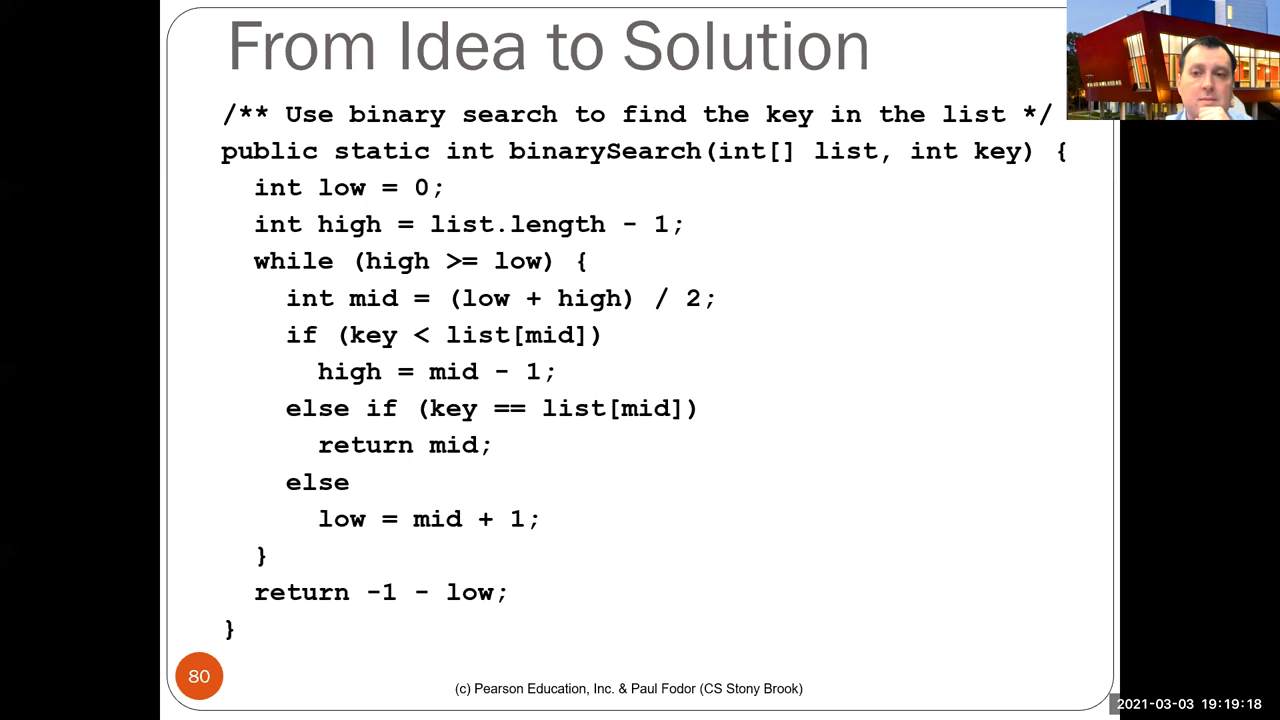 From Idea to Solution
/** Use binary search to find the key in the list */
public static int binarySearch(int[] list, int key) {
  int low = 0;
  int high = list.length - 1;
  while (high >= low) {
    int mid = (low + high) / 2;
    if (key < list[mid])
      high = mid - 1;
    else if (key == list[mid])
      return mid;
    else
      low = mid + 1;
  }
  return -1 - low;
}
80
(c) Pearson Education, Inc. & Paul Fodor (CS Stony Brook)
2021-03-03 19:19:18